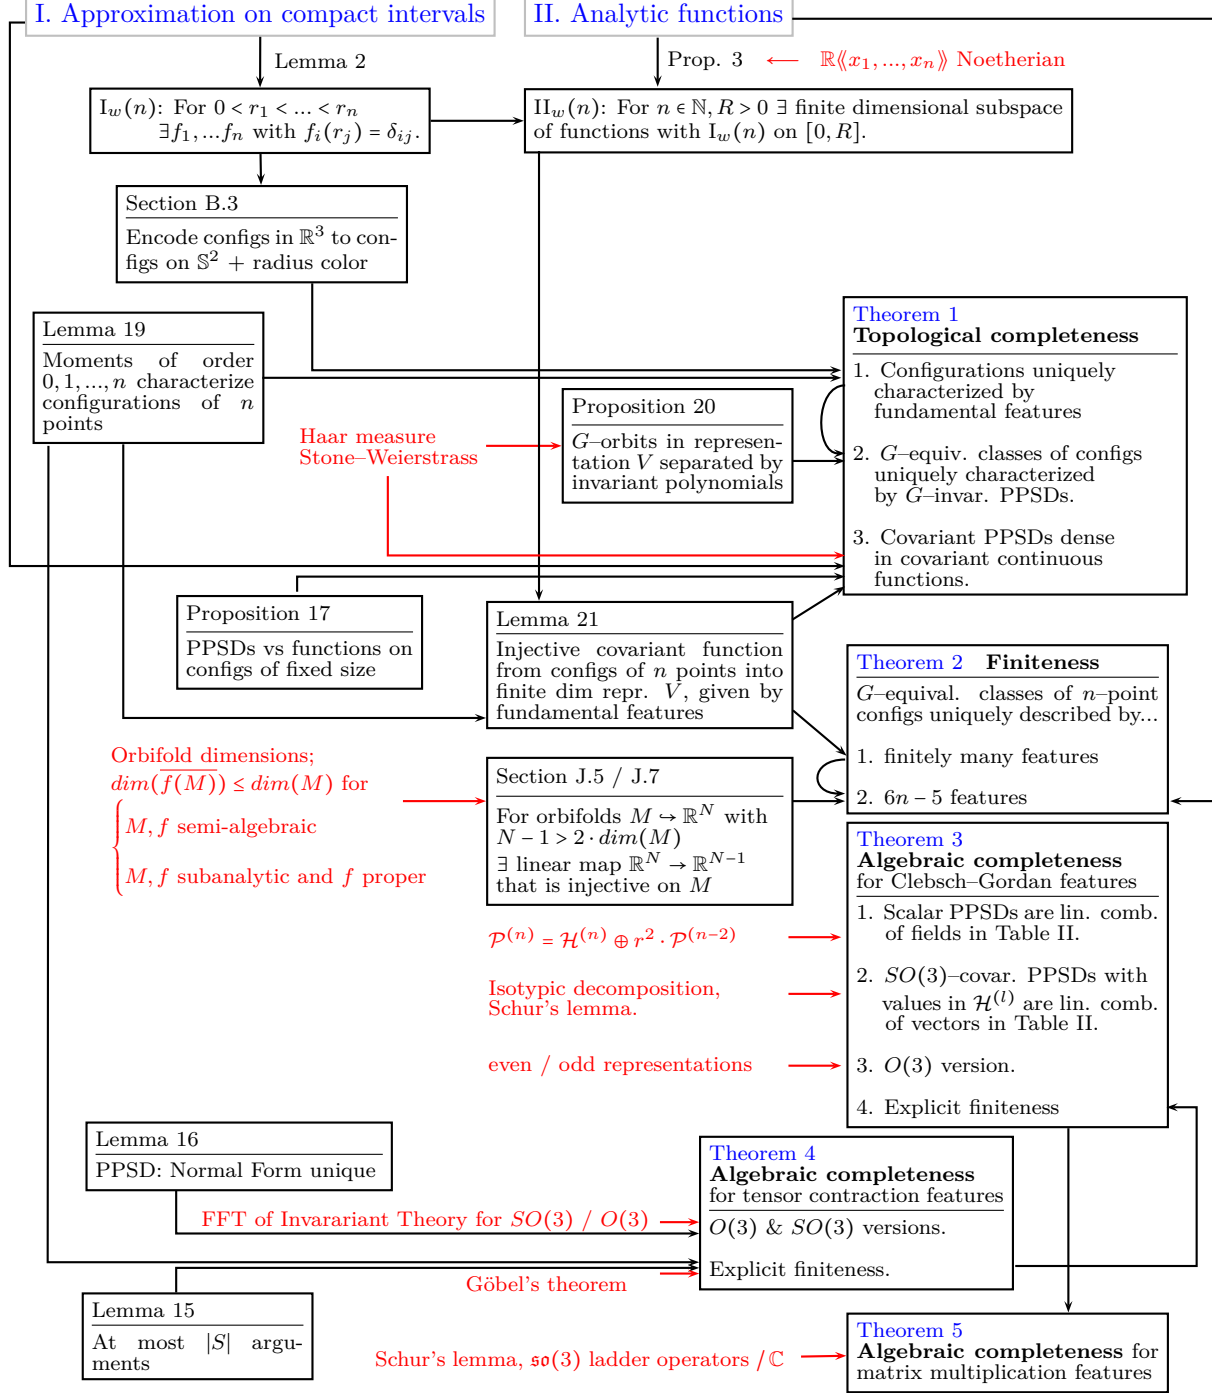 I. Approximation on compact intervals
II. Analytic functions
Lemma 2
Prop. 3 ← ℝ⟪x₁, ..., xₙ⟫ Noetherian
I_w(n): For 0 < r₁ < ... < rₙ
∃f₁, ...fₙ with fᵢ(rⱼ) = δᵢⱼ.
II_w(n): For n ∈ ℕ, R > 0 ∃ finite dimensional subspace
of functions with I_w(n) on [0, R].
Section B.3
Encode configs in ℝ³ to con-
figs on 𝕊² + radius color
Lemma 19
Moments of order
0, 1, ..., n characterize
configurations of n
points
Theorem 1
Topological completeness
1. Configurations uniquely
characterized by
fundamental features
2. G–equiv. classes of configs
uniquely characterized
by G–invar. PPSDs.
3. Covariant PPSDs dense
in covariant continuous
functions.
Haar measure
Stone–Weierstrass
Proposition 20
G–orbits in represen-
tation V separated by
invariant polynomials
Proposition 17
PPSDs vs functions on
configs of fixed size
Lemma 21
Injective covariant function
from configs of n points into
finite dim repr. V, given by
fundamental features
Theorem 2 Finiteness
G–equival. classes of n–point
configs uniquely described by...
1. finitely many features
2. 6n − 5 features
Orbifold dimensions;
dim(f(M)‾) ≤ dim(M) for
{ M, f semi-algebraic
M, f subanalytic and f proper
Section J.5 / J.7
For orbifolds M ↪ ℝᴺ with
N − 1 > 2 · dim(M)
∃ linear map ℝᴺ → ℝᴺ⁻¹
that is injective on M
Theorem 3
Algebraic completeness
for Clebsch–Gordan features
1. Scalar PPSDs are lin. comb.
of fields in Table II.
2. SO(3)–covar. PPSDs with
values in ℋ⁽ˡ⁾ are lin. comb.
of vectors in Table II.
3. O(3) version.
4. Explicit finiteness
𝒫⁽ⁿ⁾ = ℋ⁽ⁿ⁾ ⊕ r² · 𝒫⁽ⁿ⁻²⁾
Isotypic decomposition,
Schur's lemma.
even / odd representations
Lemma 16
PPSD: Normal Form unique
FFT of Invarariant Theory for SO(3) / O(3)
Theorem 4
Algebraic completeness
for tensor contraction features
O(3) & SO(3) versions.
Explicit finiteness.
Göbel's theorem
Lemma 15
At most |S| argu-
ments
Schur's lemma, 𝔰𝔬(3) ladder operators /ℂ
Theorem 5
Algebraic completeness for
matrix multiplication features